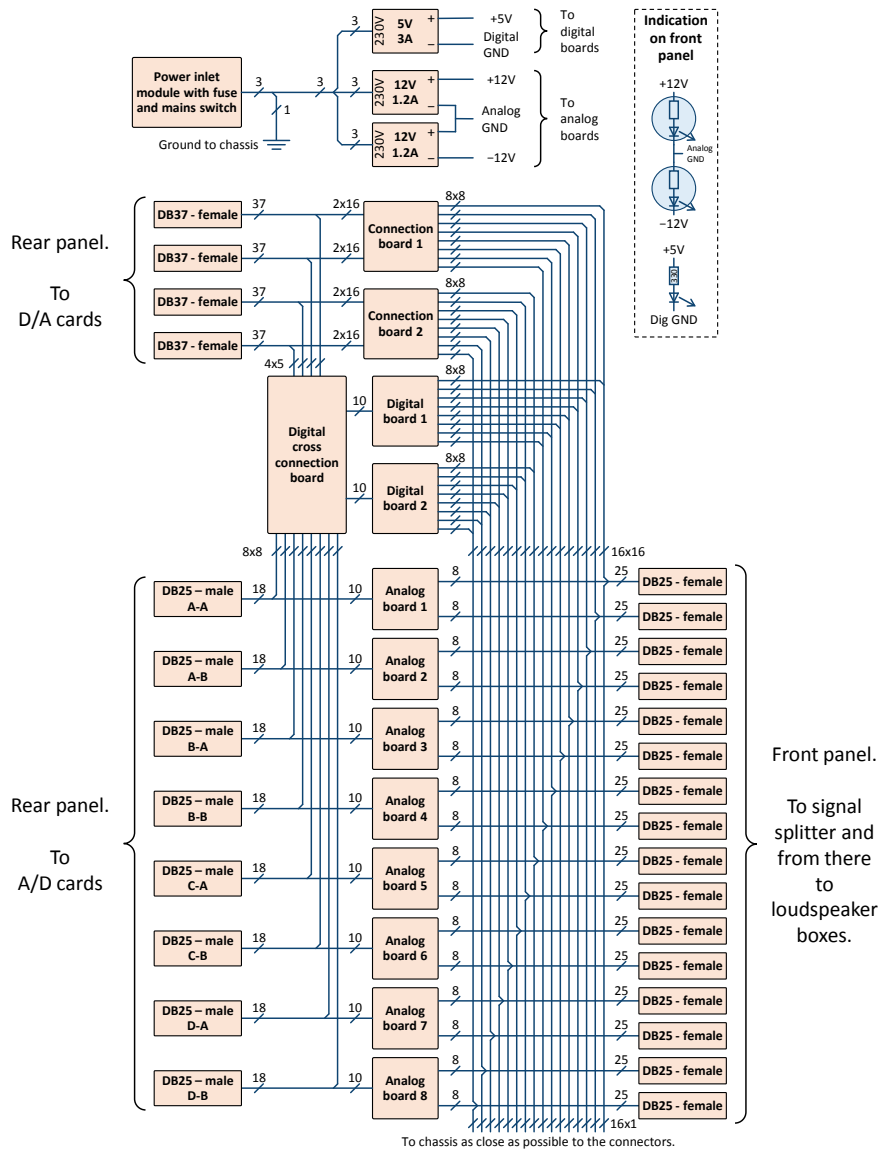 Power inlet
module with fuse
and mains switch
3
1
Ground to chassis
3
3
3
3
230V
5V
3A
+
−
+5V
Digital
GND
To
digital
boards
230V
12V
1.2A
+
−
+12V
Analog
GND
230V
12V
1.2A
+
−
−12V
To
analog
boards
Indication
on front
panel
+12V
Analog
GND
−12V
+5V
330
Dig GND
Rear panel.
To
D/A cards
DB37 - female
37
2x16
DB37 - female
37
2x16
DB37 - female
37
2x16
DB37 - female
37
2x16
Connection
board 1
8x8
Connection
board 2
8x8
4x5
Digital
cross
connection
board
10
Digital
board 1
8x8
10
Digital
board 2
8x8
8x8
16x16
Rear panel.
To
A/D cards
DB25 – male
A-A
18
10
Analog
board 1
8
8
25
DB25 - female
25
DB25 - female
DB25 – male
A-B
18
10
Analog
board 2
8
8
25
DB25 - female
25
DB25 - female
DB25 – male
B-A
18
10
Analog
board 3
8
8
25
DB25 - female
25
DB25 - female
DB25 – male
B-B
18
10
Analog
board 4
8
8
25
DB25 - female
25
DB25 - female
DB25 – male
C-A
18
10
Analog
board 5
8
8
25
DB25 - female
25
DB25 - female
DB25 – male
C-B
18
10
Analog
board 6
8
8
25
DB25 - female
25
DB25 - female
DB25 – male
D-A
18
10
Analog
board 7
8
8
25
DB25 - female
25
DB25 - female
DB25 – male
D-B
18
10
Analog
board 8
8
8
25
DB25 - female
25
DB25 - female
Front panel.
To signal
splitter and
from there
to
loudspeaker
boxes.
16x1
To chassis as close as possible to the connectors.